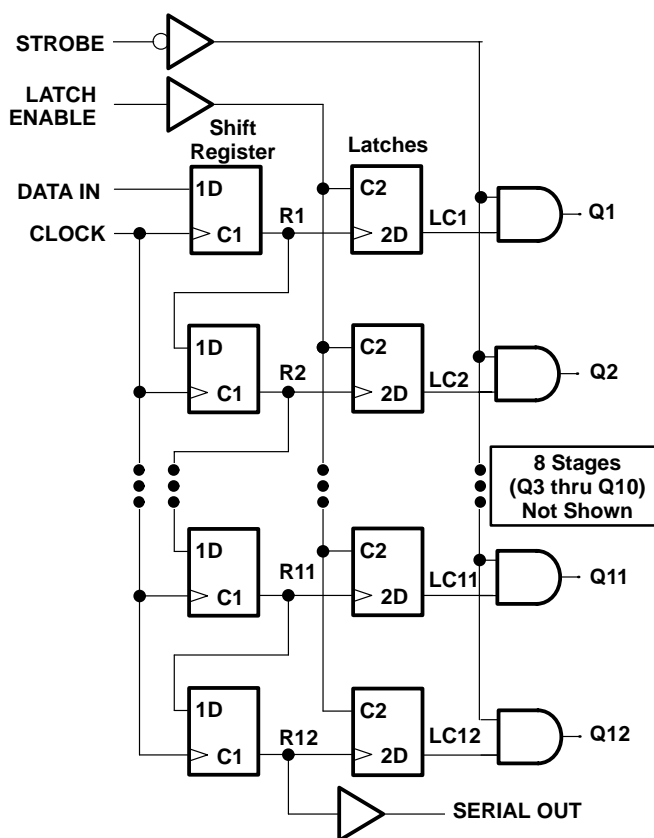 STROBE
LATCH
ENABLE
Shift
Register
Latches
DATA IN
CLOCK
1D
C1
R1
C2
2D
LC1
Q1
1D
C1
R2
C2
2D
LC2
Q2
8 Stages
(Q3 thru Q10)
Not Shown
1D
C1
R11
C2
2D
LC11
Q11
1D
C1
R12
C2
2D
LC12
Q12
SERIAL OUT